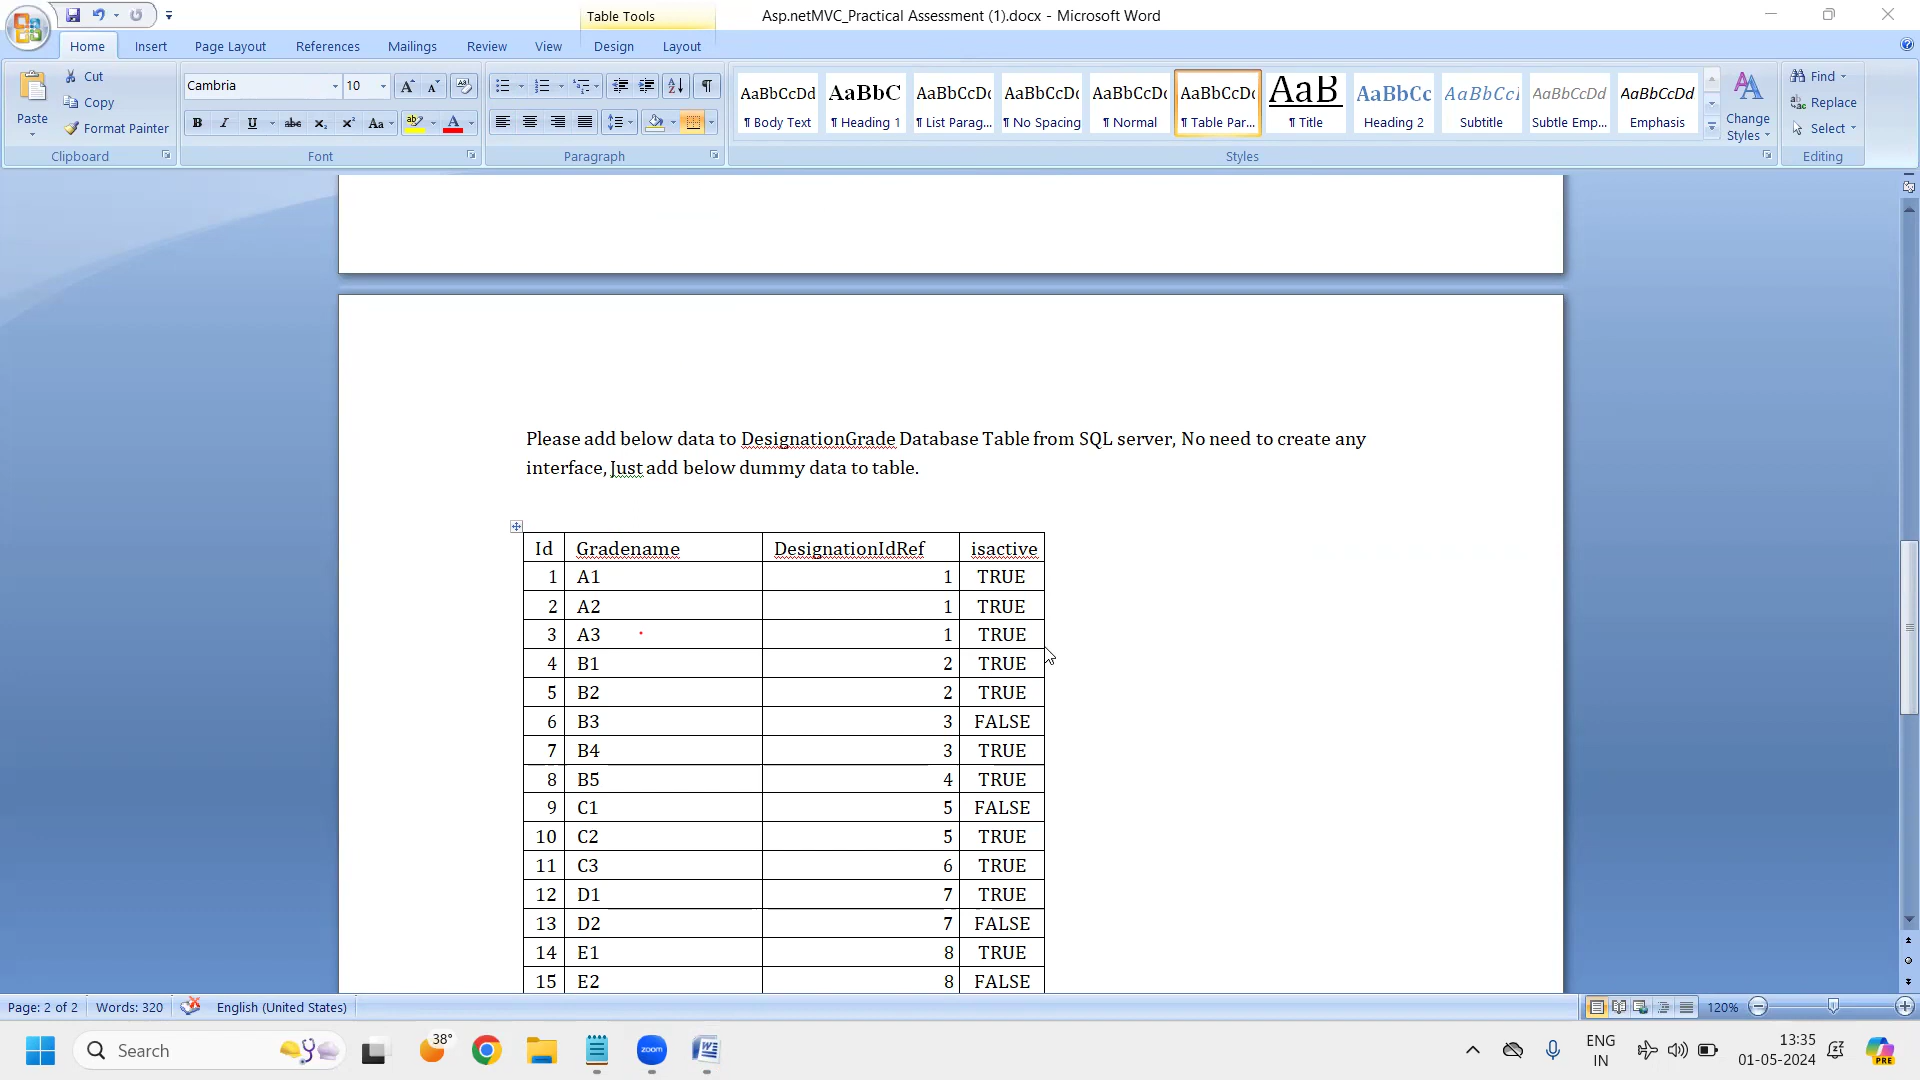 Table Tools
Asp.netMVC_Practical Assessment (1).docx - Microsoft Word
Home Insert Page Layout References Mailings Review View Design Layout
Paste
Cut
Copy
Format Painter
Clipboard
Cambria 10
B I U abc X₂ X² Aa ab A
Font
Paragraph
AaBbCcDd AaBbC AaBbCcDc AaBbCcDc AaBbCcDc AaBbCcDc AaB AaBbCc AaBbCcl AaBbCcDd AaBbCcDd
¶ Body Text ¶ Heading 1 ¶ List Parag... ¶ No Spacing ¶ Normal ¶ Table Par... ¶ Title Heading 2 Subtitle Subtle Emp... Emphasis
Change Styles
Styles
Find
Replace
Select
Editing
Please add below data to DesignationGrade Database Table from SQL server, No need to create any
interface, Just add below dummy data to table.
Id Gradename DesignationIdRef isactive
1 A1 1 TRUE
2 A2 1 TRUE
3 A3 1 TRUE
4 B1 2 TRUE
5 B2 2 TRUE
6 B3 3 FALSE
7 B4 3 TRUE
8 B5 4 TRUE
9 C1 5 FALSE
10 C2 5 TRUE
11 C3 6 TRUE
12 D1 7 TRUE
13 D2 7 FALSE
14 E1 8 TRUE
15 E2 8 FALSE
Page: 2 of 2 Words: 320 English (United States) 120%
Search
38°
zoom
ENG
IN
13:35
01-05-2024
PRE